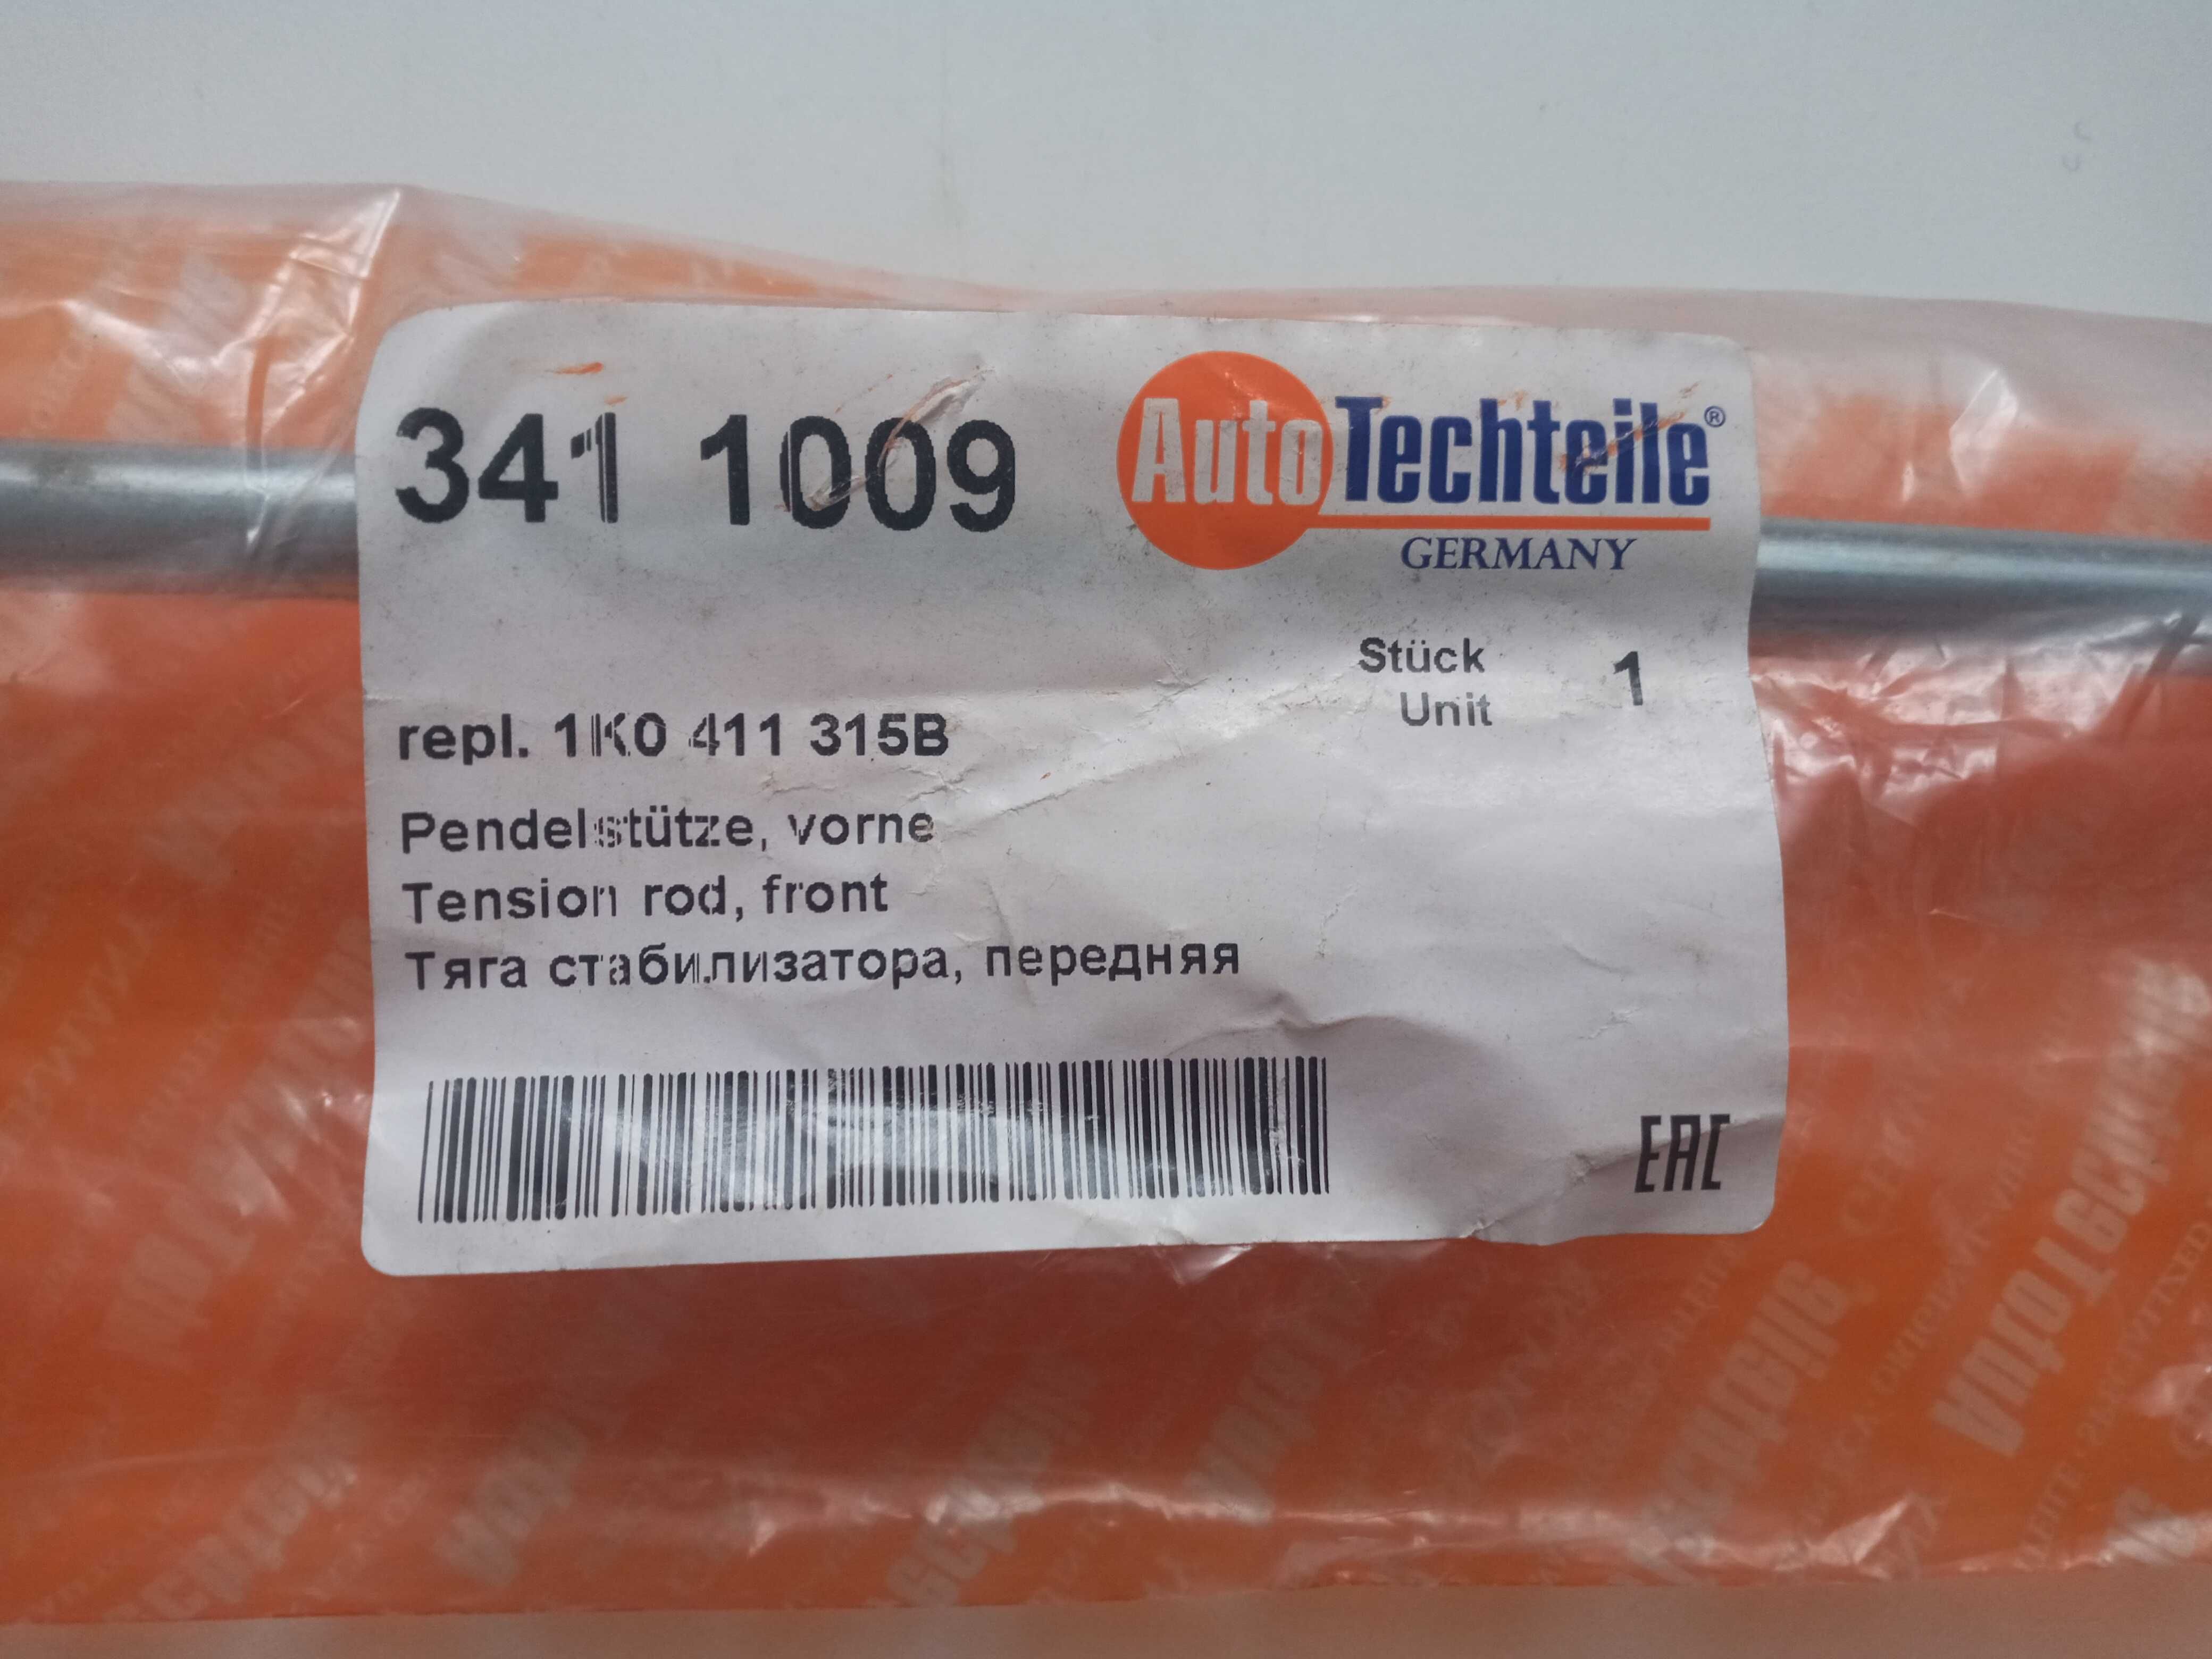 341 1009
AutoTechteile®
GERMANY
Stück 1
Unit
repl. 1K0 411 315B
Pendelstütze, vorne
Tension rod, front
Тяга стабилизатора, передняя
EAC
AutoTechteile